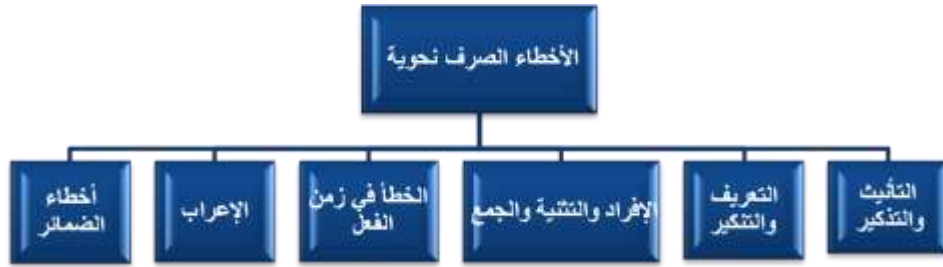 الأخطاء الصرف نحوية
التأنيث
والتذكير
التعريف
والتنكير
الإفراد والتثنية والجمع
الخطأ في زمن
الفعل
الإعراب
أخطاء
الضمائر